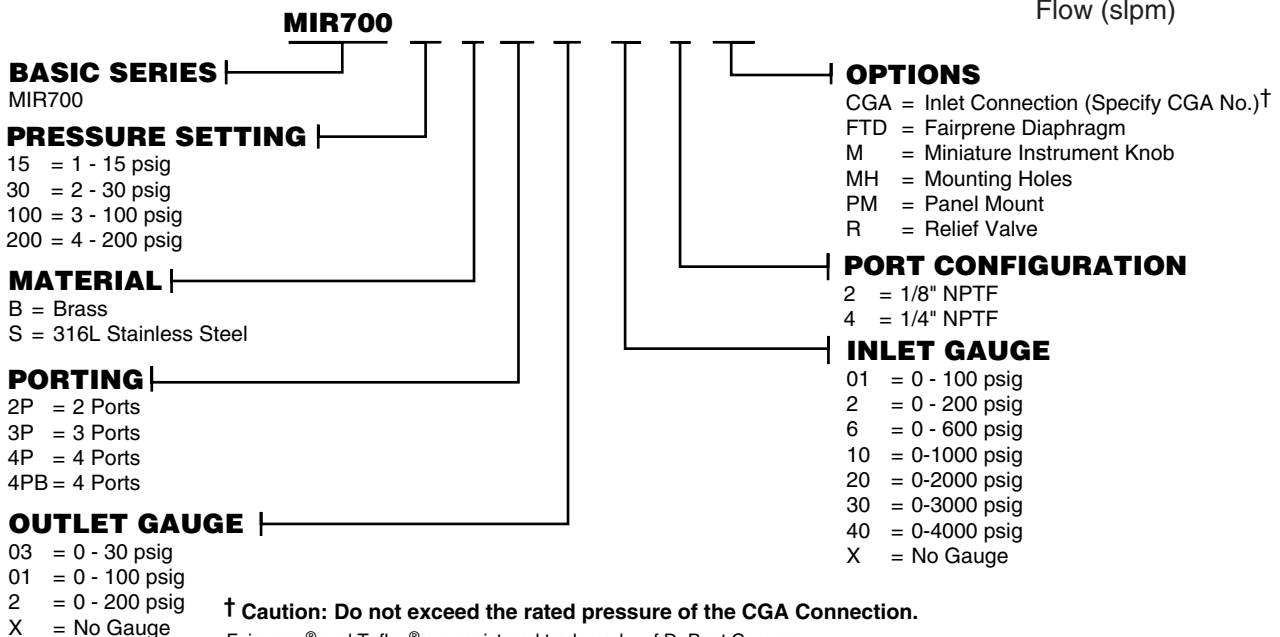 Flow (slpm)
MIR700
BASIC SERIES
MIR700
PRESSURE SETTING
15 = 1 - 15 psig
30 = 2 - 30 psig
100 = 3 - 100 psig
200 = 4 - 200 psig
MATERIAL
B = Brass
S = 316L Stainless Steel
PORTING
2P = 2 Ports
3P = 3 Ports
4P = 4 Ports
4PB = 4 Ports
OUTLET GAUGE
03 = 0 - 30 psig
01 = 0 - 100 psig
2 = 0 - 200 psig
X = No Gauge
OPTIONS
CGA = Inlet Connection (Specify CGA No.)†
FTD = Fairprene Diaphragm
M = Miniature Instrument Knob
MH = Mounting Holes
PM = Panel Mount
R = Relief Valve
PORT CONFIGURATION
2 = 1/8" NPTF
4 = 1/4" NPTF
INLET GAUGE
01 = 0 - 100 psig
2 = 0 - 200 psig
6 = 0 - 600 psig
10 = 0-1000 psig
20 = 0-2000 psig
30 = 0-3000 psig
40 = 0-4000 psig
X = No Gauge
† Caution: Do not exceed the rated pressure of the CGA Connection.